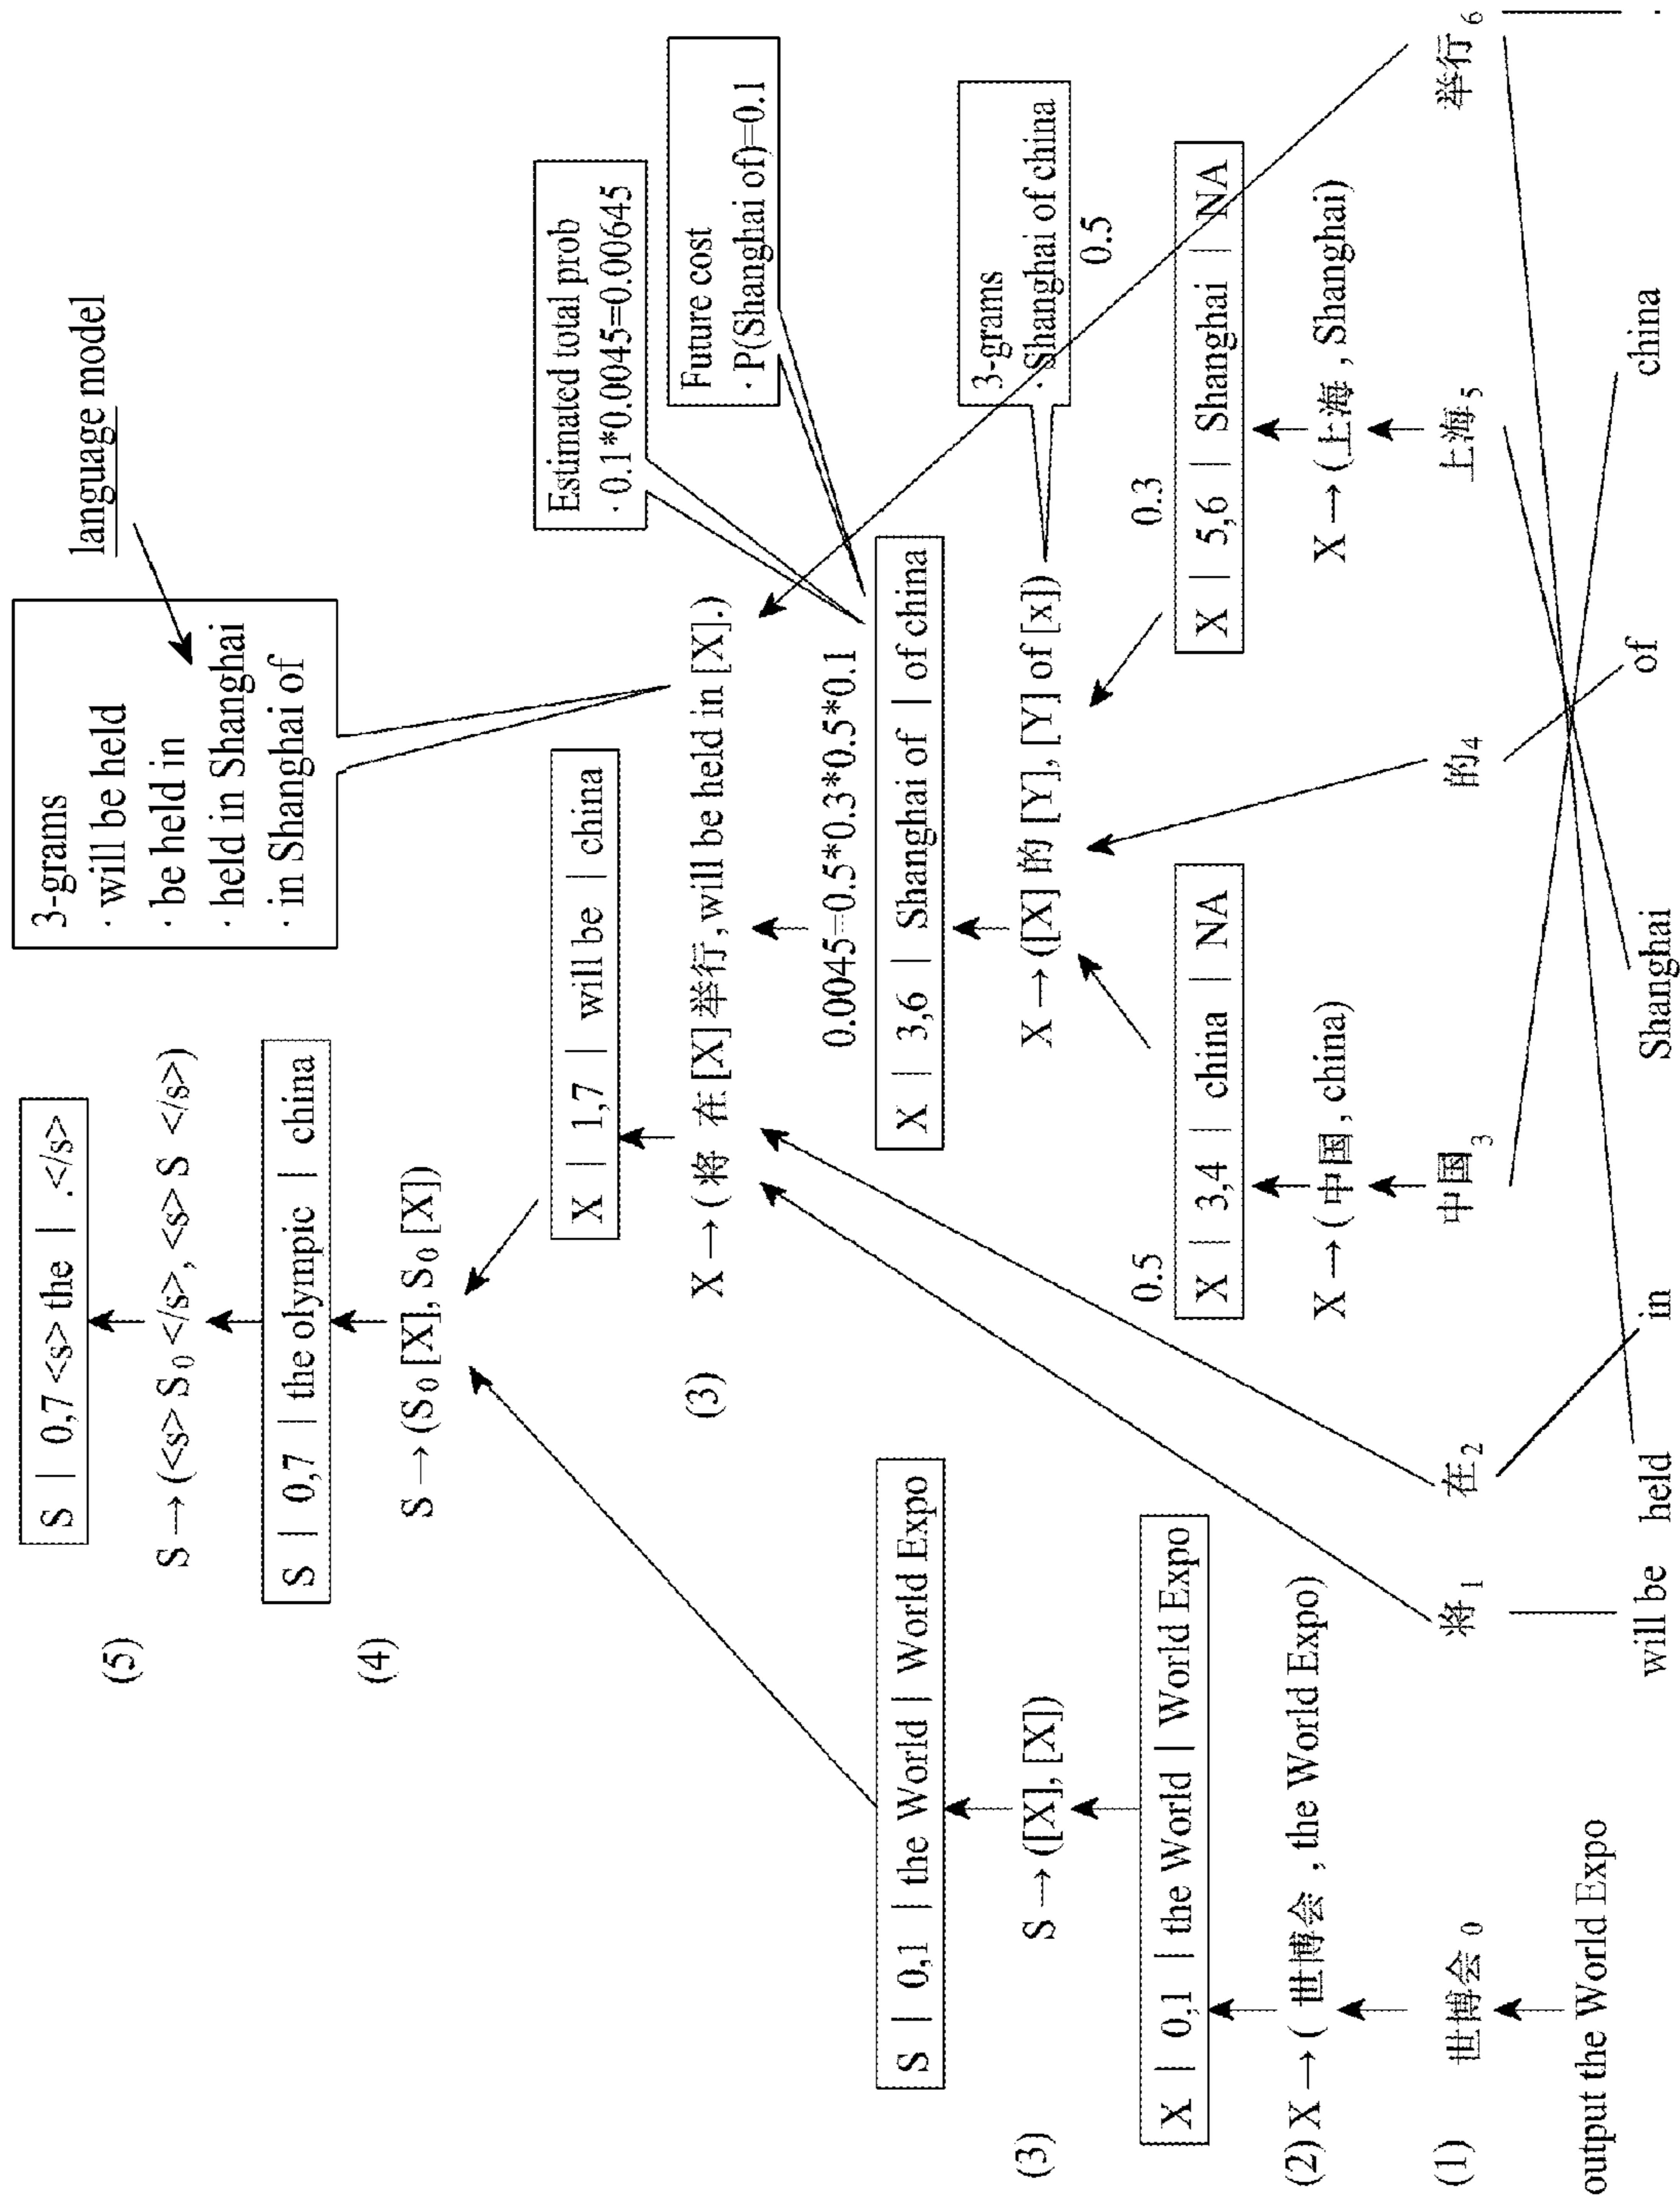 3-grams
· will be held
· be held in
· held in Shanghai
· in Shanghai of
language model
S | 0,7 <s> the | .</s>
(5)
S → (<s> S₀ </s>, <s> S </s>)
S | 0,7 | the olympic | china
(4)
S → (S₀ [X], S₀ [X])
X | 1,7 | will be | china
(3) X → (将 在 [X] 举行, will be held in [X].)
Estimated total prob
· 0.1*0.0045=0.00645
Future cost
· P(Shanghai of)=0.1
0.0045=0.5*0.3*0.5*0.1
S | 0,1 | the World | World Expo
X | 3,6 | Shanghai of | of china
3-grams
· Shanghai of china
0.5
(3)
S → ([X], [X])
X → ([X] 的 [Y], [Y] of [x])
X | 0,1 | the World | World Expo
0.5
X | 3,4 | china | NA
0.3
X | 5,6 | Shanghai | NA
(2) X → ( 世博会 , the World Expo)
X → ( 中国 , china)
X → (上海 , Shanghai)
(1) 世博会 ₀ 将 ₁ 在 ₂ 中国 ₃ 的₄ 上海 ₅ 举行 ₆
output the World Expo will be held in Shanghai of china .